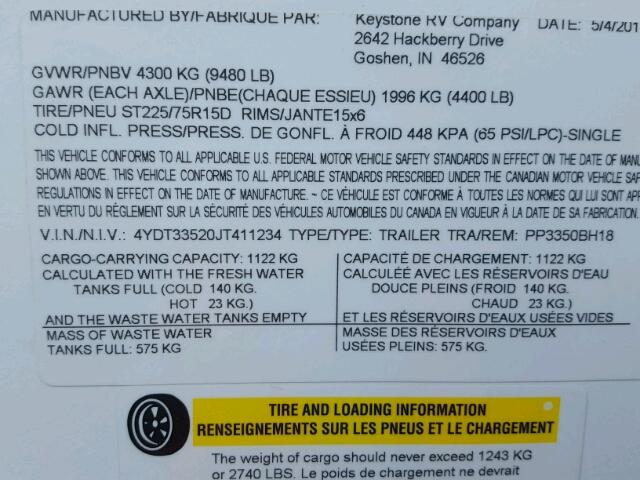 MANUFACTURED BY/FABRIQUE PAR:
Keystone RV Company
DATE: 5/4/201
2642 Hackberry Drive
Goshen, IN 46526
GVWR/PNBV 4300 KG (9480 LB)
GAWR (EACH AXLE)/PNBE(CHAQUE ESSIEU) 1996 KG (4400 LB)
TIRE/PNEU ST225/75R15D RIMS/JANTE15x6
COLD INFL. PRESS/PRESS. DE GONFL. À FROID 448 KPA (65 PSI/LPC)-SINGLE
THIS VEHICLE CONFORMS TO ALL APPLICABLE U.S. FEDERAL MOTOR VEHICLE SAFETY STANDARDS IN EFFECT ON THE DATE OF MANU
SHOWN ABOVE. THIS VEHICLE CONFORMS TO ALL APPLICABLE STANDARDS PRESCRIBED UNDER THE CANADIAN MOTOR VEHICLE SAF
REGULATIONS IN EFFECT ON THE DATE OF MANUFACTURE. ~ CE VÉHICULE EST CONFORME À TOUTES LES NORMES QUI LUI SONT APP
EN VERTU DU RÉGLEMENT SUR LA SÉCURITÉ DES VÉHICULES AUTOMOBILES DU CANADA EN VIGUEUR À LA DATE DE SA FABRICATION.
V.I.N./N.I.V.: 4YDT33520JT411234 TYPE/TYPE: TRAILER TRA/REM: PP3350BH18
CARGO-CARRYING CAPACITY: 1122 KG
CALCULATED WITH THE FRESH WATER
TANKS FULL (COLD 140 KG.
HOT 23 KG.)
AND THE WASTE WATER TANKS EMPTY
MASS OF WASTE WATER
TANKS FULL: 575 KG
CAPACITÉ DE CHARGEMENT: 1122 KG
CALCULÉE AVEC LES RÉSERVOIRS D'EAU
DOUCE PLEINS (FROID 140 KG.
CHAUD 23 KG.)
ET LES RÉSERVOIRS D'EAUX USÉES VIDES
MASSE DES RÉSERVOIRS D'EAUX
USÉES PLEINS: 575 KG.
TIRE AND LOADING INFORMATION
RENSEIGNEMENTS SUR LES PNEUS ET LE CHARGEMENT
The weight of cargo should never exceed 1243 KG
or 2740 LBS. Le poids de chargement ne devrait